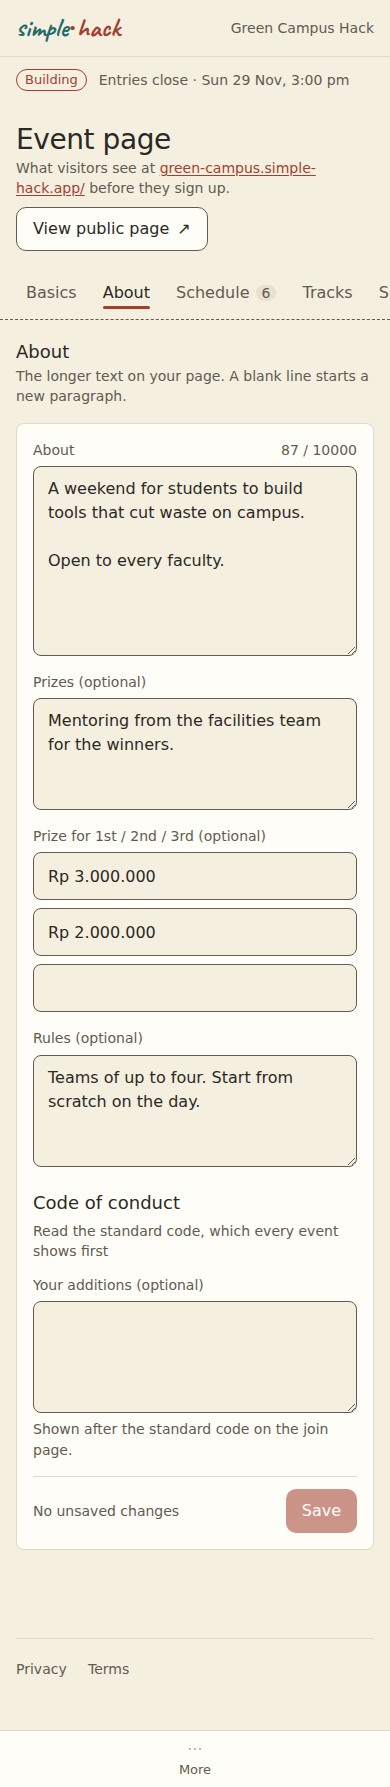 simple·hack
Green Campus Hack
Building
Entries close · Sun 29 Nov, 3:00 pm
Event page
What visitors see at green-campus.simple-
hack.app/ before they sign up.
View public page ↗
Basics
About
Schedule 6
Tracks
S
About
The longer text on your page. A blank line starts a
new paragraph.
About
87 / 10000
A weekend for students to build
tools that cut waste on campus.
Open to every faculty.
Prizes (optional)
Mentoring from the facilities team
for the winners.
Prize for 1st / 2nd / 3rd (optional)
Rp 3.000.000
Rp 2.000.000
Rules (optional)
Teams of up to four. Start from
scratch on the day.
Code of conduct
Read the standard code, which every event
shows first
Your additions (optional)
Shown after the standard code on the join
page.
No unsaved changes
Save
Privacy
Terms
...
More